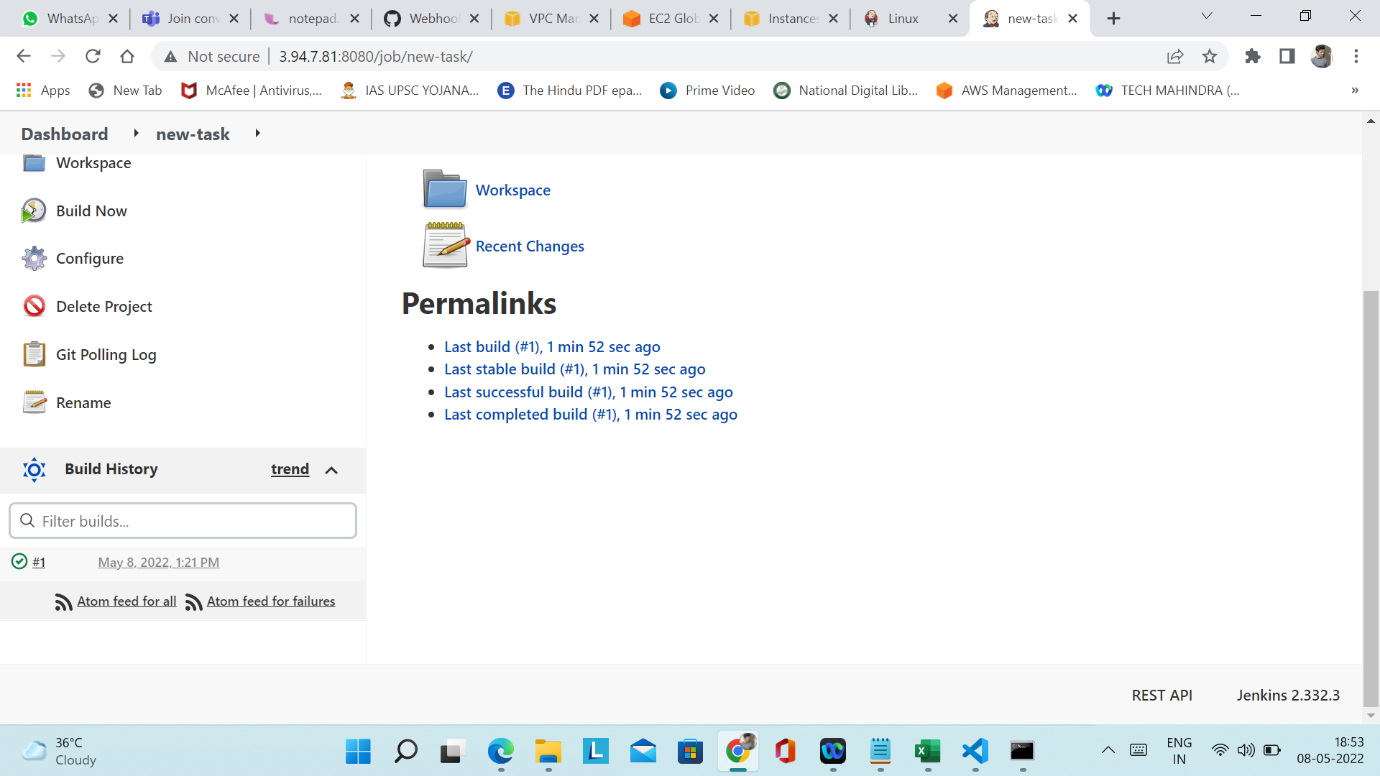 WhatsAp
Join conv
notepad.
Webhook
VPC Man
EC2 Glob
Instances
Linux
new-task
Not secure
3.94.7.81:8080/job/new-task/
Apps
New Tab
McAfee | Antivirus,...
IAS UPSC YOJANA...
The Hindu PDF epa...
Prime Video
National Digital Lib...
AWS Management...
TECH MAHINDRA (...
»
Dashboard
new-task
Workspace
Build Now
Configure
Delete Project
Git Polling Log
Rename
Build History
trend
Filter builds...
#1
May 8, 2022, 1:21 PM
Atom feed for all
Atom feed for failures
Workspace
Recent Changes
Permalinks
Last build (#1), 1 min 52 sec ago
Last stable build (#1), 1 min 52 sec ago
Last successful build (#1), 1 min 52 sec ago
Last completed build (#1), 1 min 52 sec ago
REST API
Jenkins 2.332.3
36°C
Cloudy
ENG
IN
18:53
08-05-2022